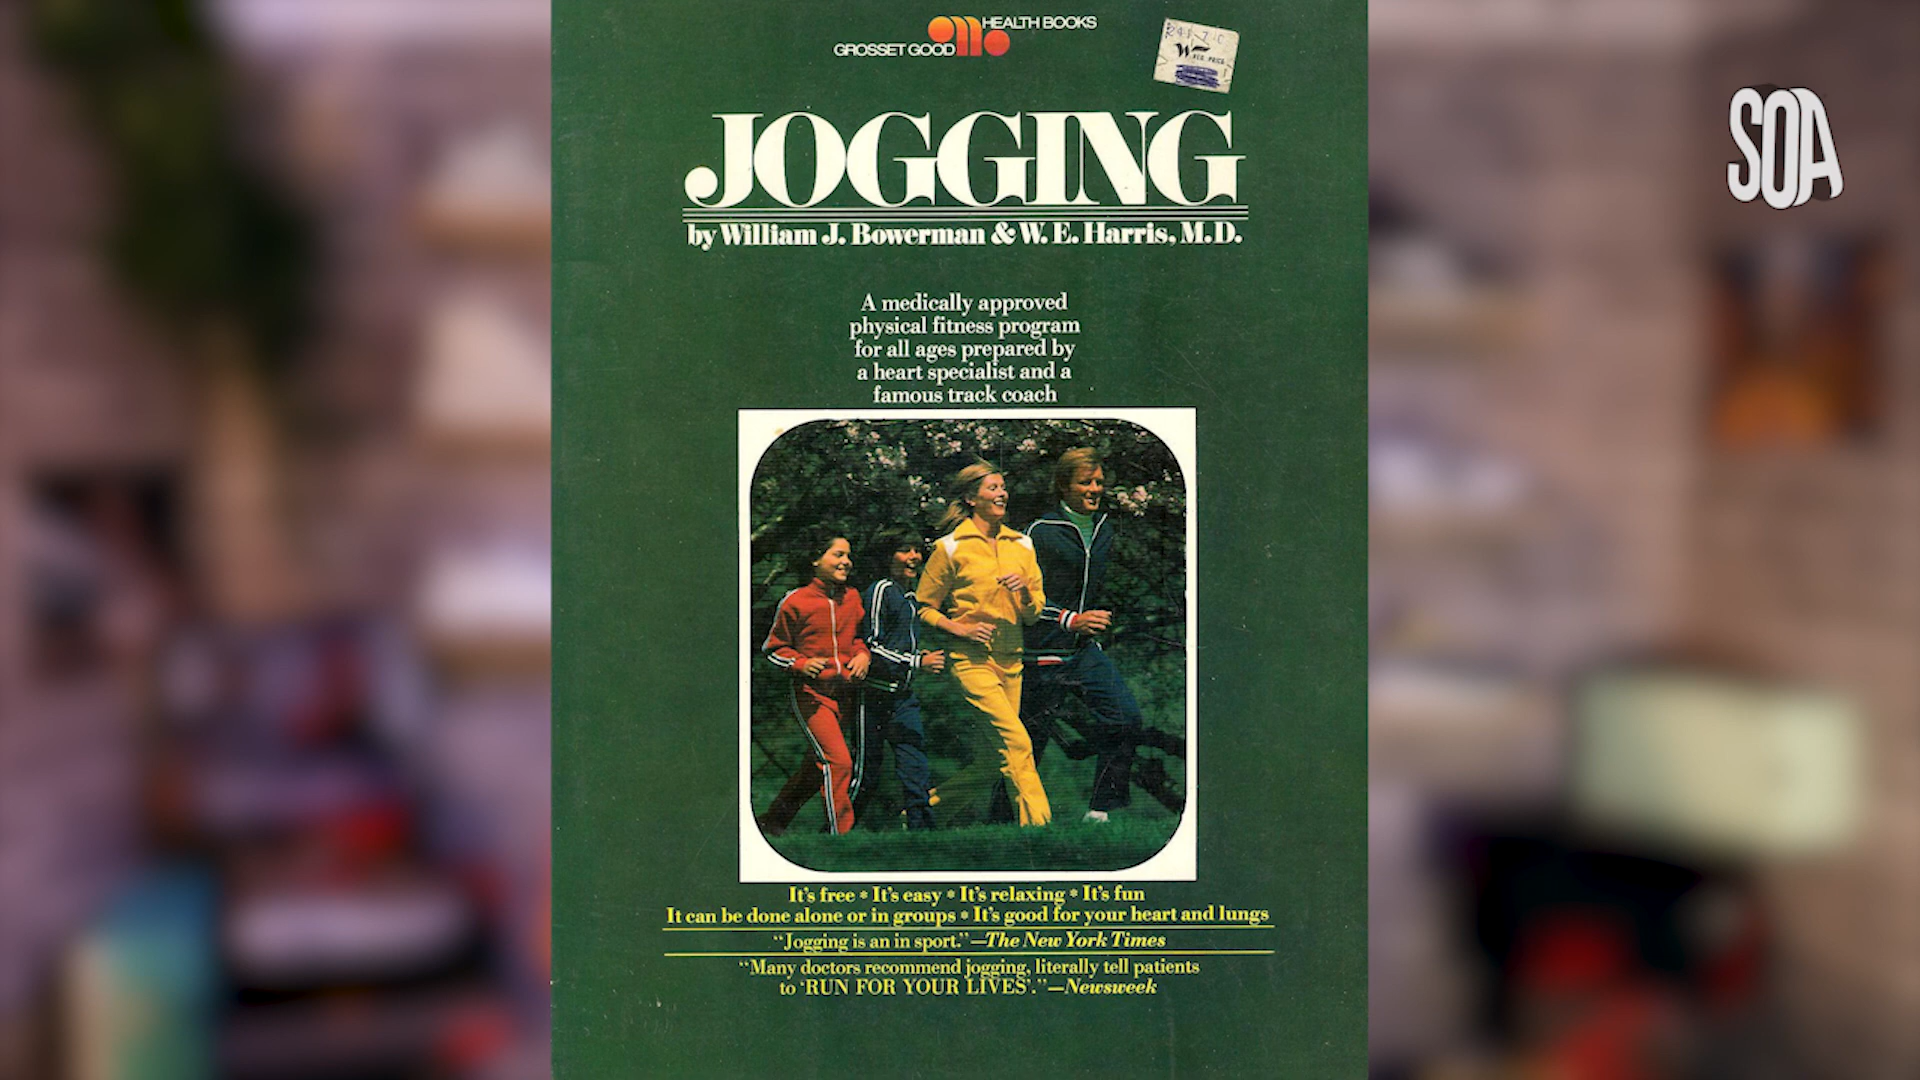 GROSSET GOOD HEALTH BOOKS
SOA
JOGGING
by William J. Bowerman & W. E. Harris, M.D.
A medically approved
physical fitness program
for all ages prepared by
a heart specialist and a
famous track coach
It's free * It's easy * It's relaxing * It's fun
It can be done alone or in groups * It's good for your heart and lungs
"Jogging is an in sport."—The New York Times
"Many doctors recommend jogging, literally tell patients
to 'RUN FOR YOUR LIVES'."—Newsweek